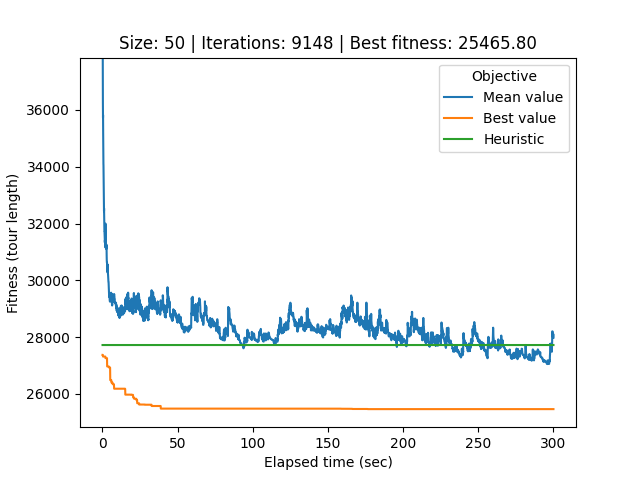 Size: 50 | Iterations: 9148 | Best fitness: 25465.80
Objective
Mean value
Best value
Heuristic
36000
34000
32000
30000
28000
26000
Fitness (tour length)
0
50
100
150
200
250
300
Elapsed time (sec)